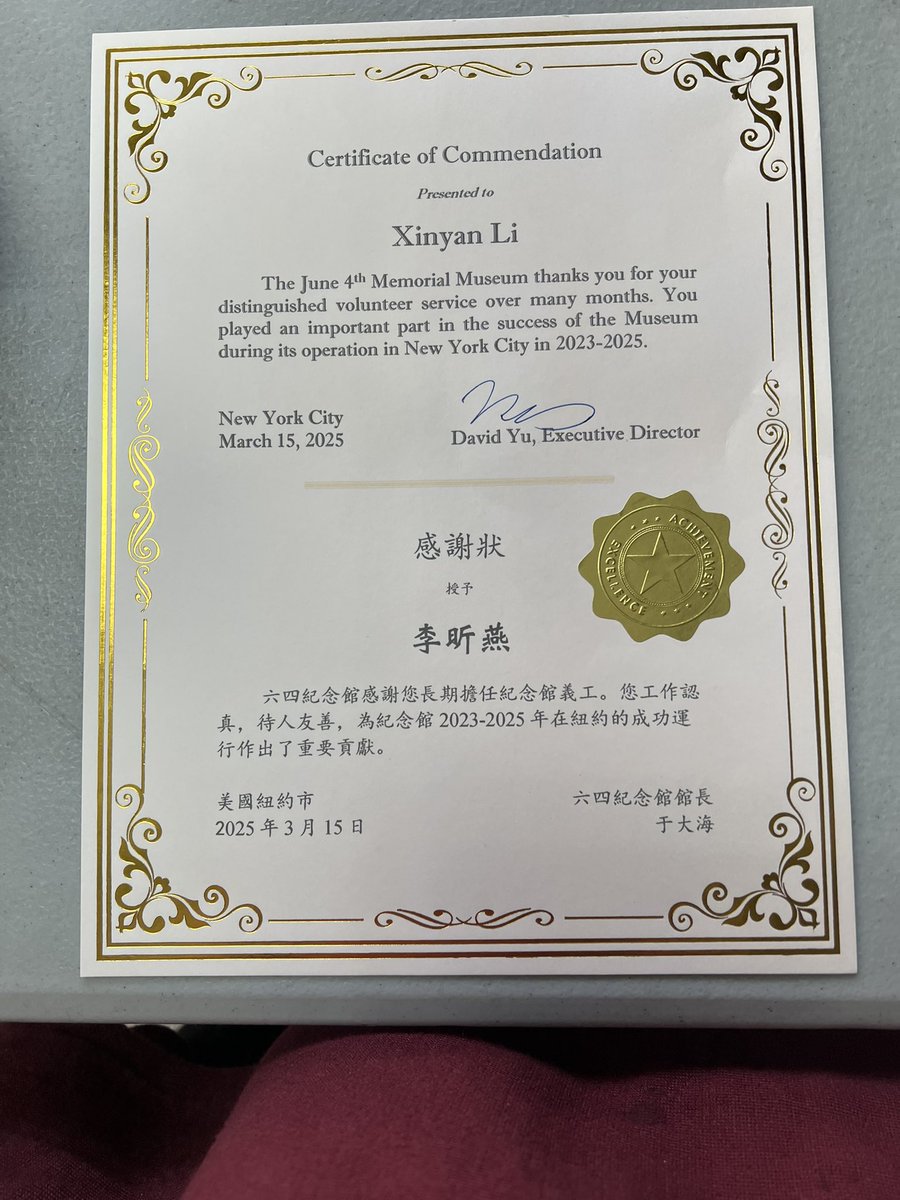 Certificate of Commendation
Presented to
Xinyan Li
The June 4th Memorial Museum thanks you for your
distinguished volunteer service over many months. You
played an important part in the success of the Museum
during its operation in New York City in 2023-2025.
New York City
March 15, 2025
David Yu, Executive Director
感謝狀
授予
李昕燕
ACHIEVEMENT
EXCELLENCE
六四紀念館感謝您長期擔任紀念館義工。您工作認
真，待人友善，為紀念館 2023-2025 年在紐約的成功運
行作出了重要貢獻。
美國紐約市
2025 年 3 月 15 日
六四紀念館館長
于大海